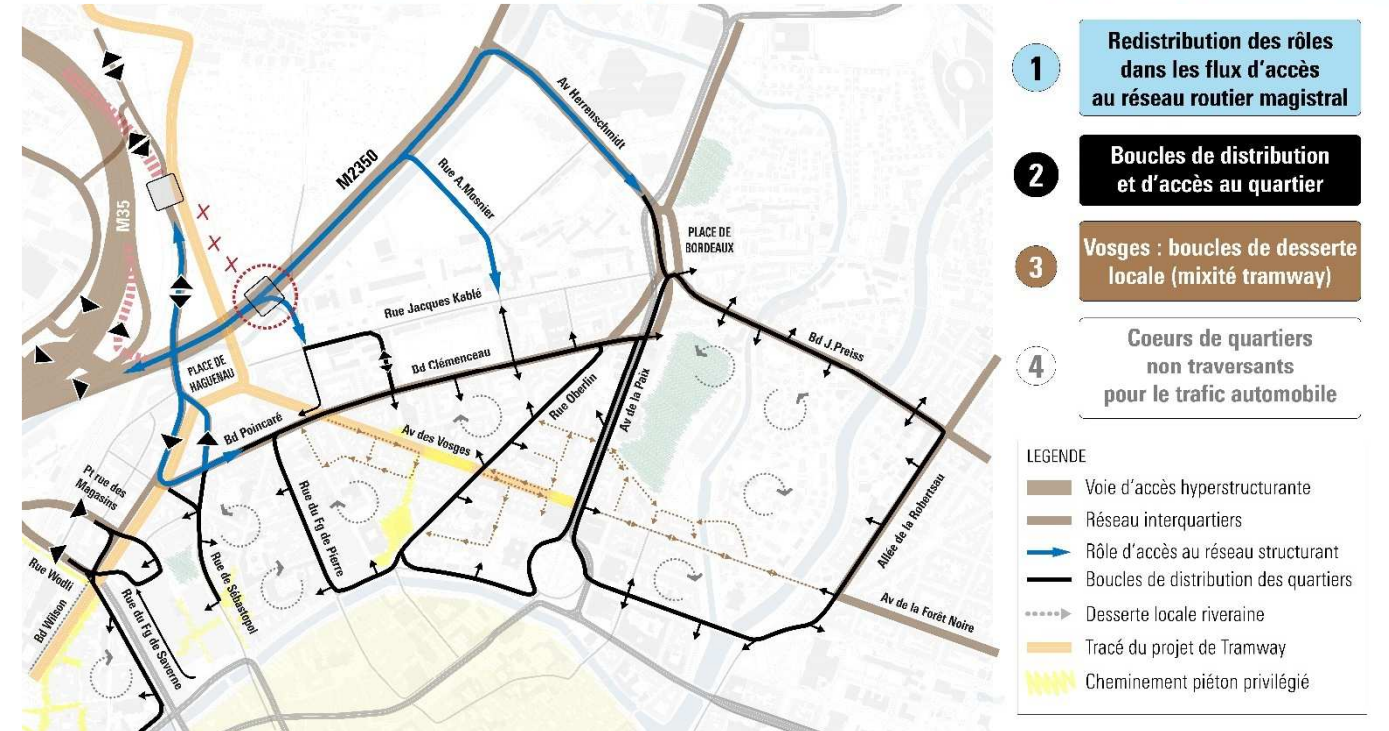 M2350
Av Herrenschmidt
Rue A.Mosnier
M35
PLACE DE
BORDEAUX
Rue Jacques Kablé
PLACE DE
HAGUENAU
Bd Clémenceau
Bd J.Preiss
Rue Oberlin
Av de la Paix
Bd Poincaré
Av des Vosges
Pt rue des
Magasins
Rue du Fg de Pierre
Allée de la Robertsau
Rue Wodli
Rue de Sébastopol
Bd Wilson
Rue du Fg de Saverne
Av de la Forêt Noire
1
Redistribution des rôles
dans les flux d'accès
au réseau routier magistral
2
Boucles de distribution
et d'accès au quartier
3
Vosges : boucles de desserte
locale (mixité tramway)
4
Coeurs de quartiers
non traversants
pour le trafic automobile
LEGENDE
Voie d'accès hyperstructurante
Réseau interquartiers
Rôle d'accès au réseau structurant
Boucles de distribution des quartiers
Desserte locale riveraine
Tracé du projet de Tramway
Cheminement piéton privilégié